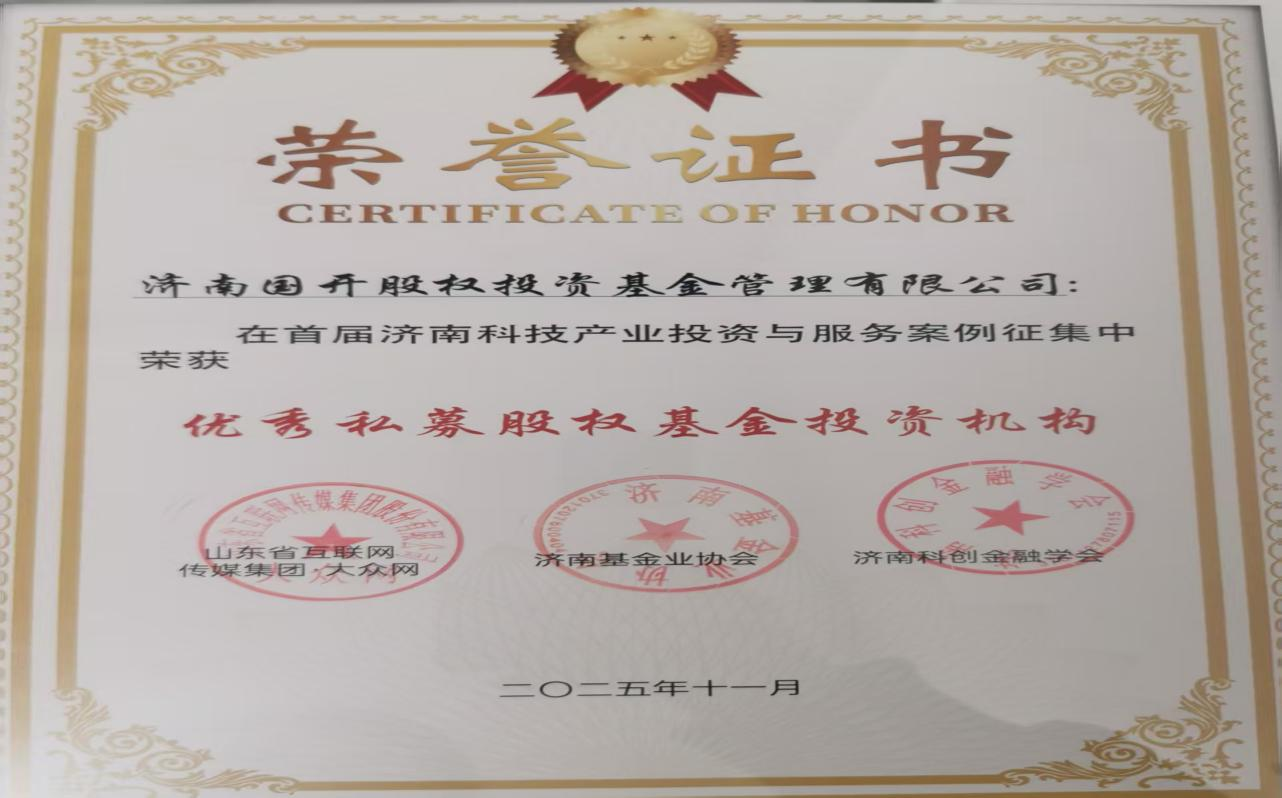 荣誉证书
CERTIFICATE OF HONOR
济南国开股权投资基金管理有限公司:
在首届济南科技产业投资与服务案例征集中
荣获
优秀私募股权基金投资机构
山东省互联网
传媒集团·大众网
济南基金业协会
济南科创金融学会
二〇二五年十一月